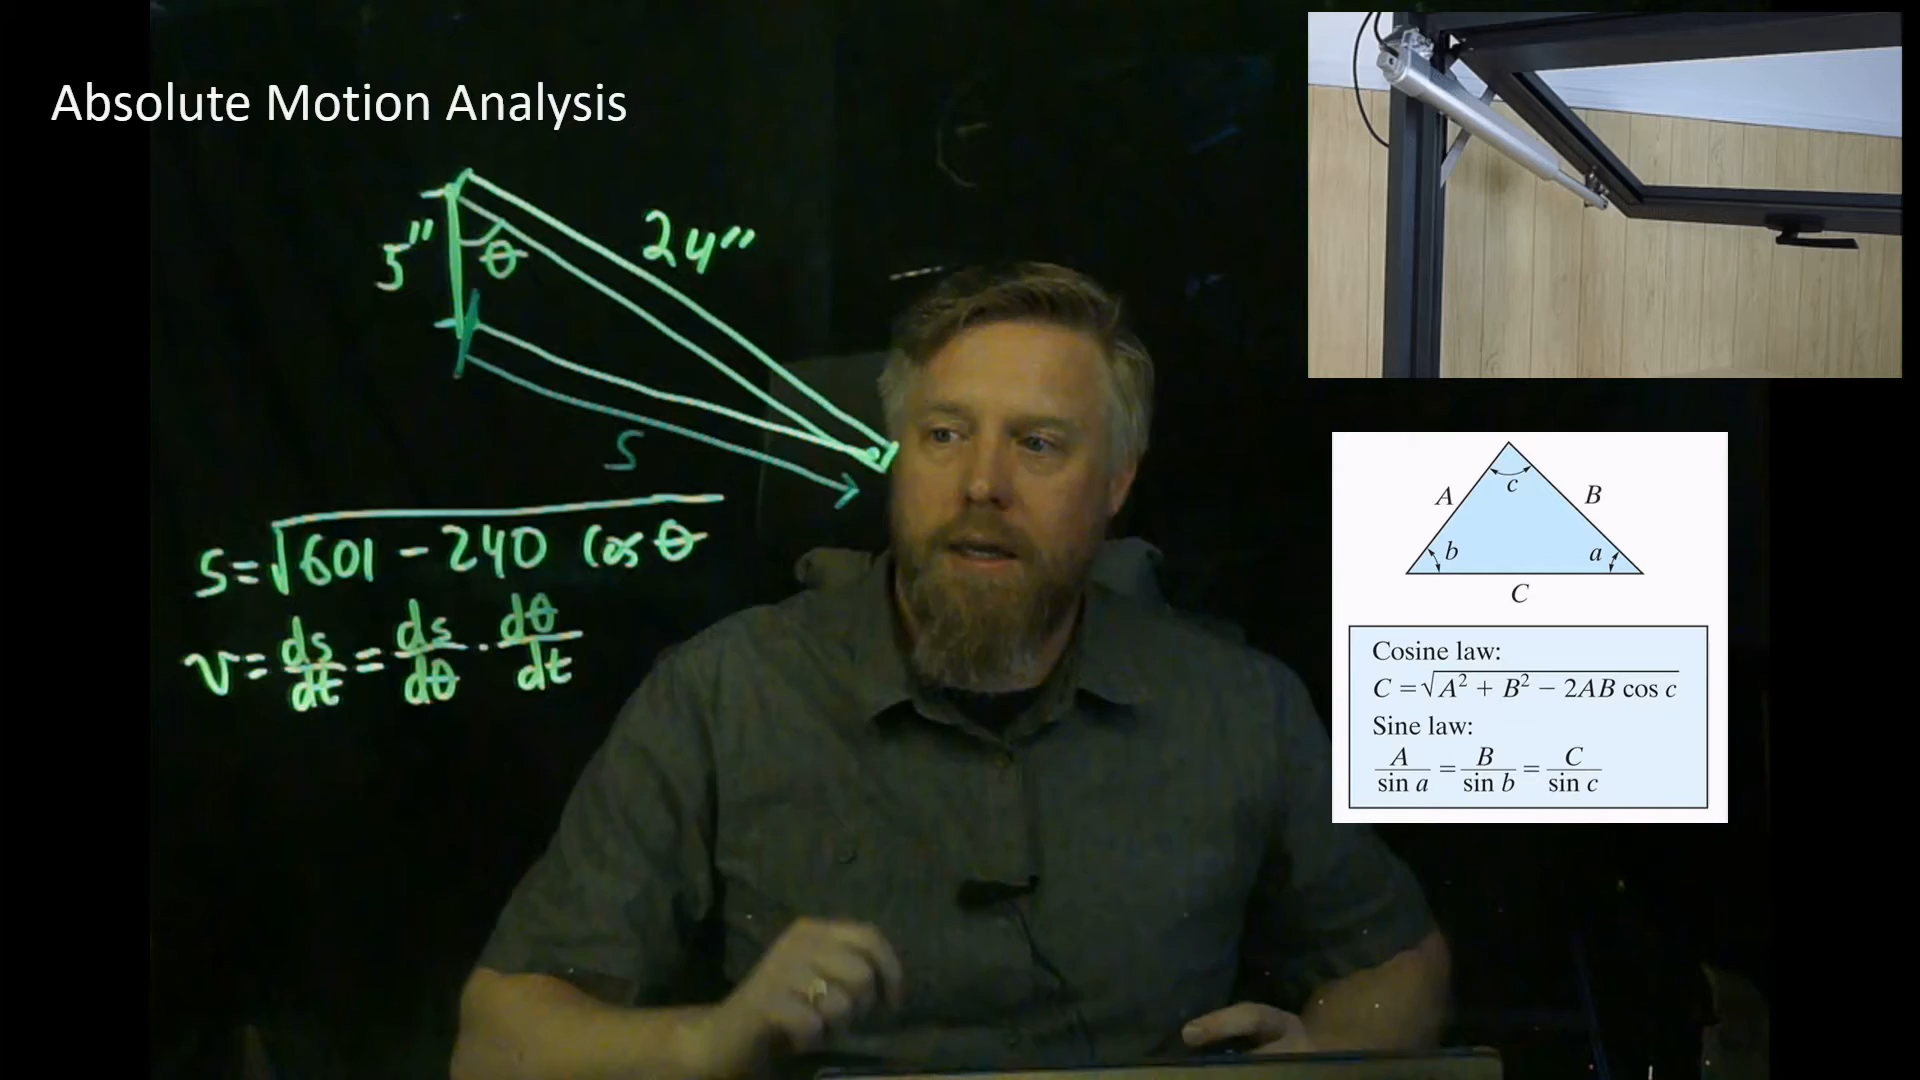 Absolute Motion Analysis
5"
θ
24"
s
s=√601 - 240 cos θ
v= ds/dt = ds/dθ · dθ/dt
A
c
B
b
a
C
Cosine law:
C = √A² + B² − 2AB cos c
Sine law:
A/sin a = B/sin b = C/sin c